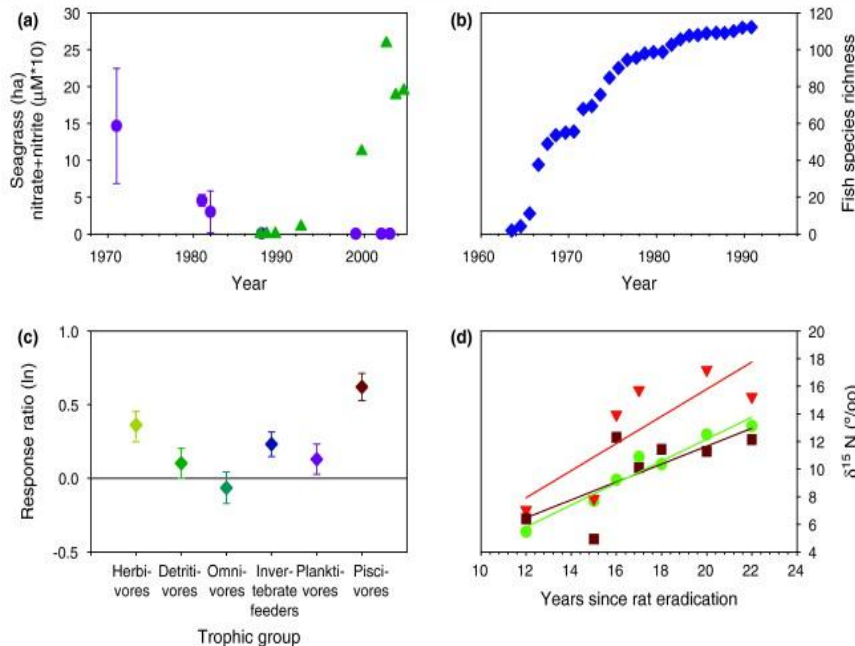 (a)
30
25
20
15
10
5
0
1970 1980 1990 2000
Year
Seagrass (ha)
nitrate+nitrite (µM*10)
(b)
120
100
80
60
40
20
0
1960 1970 1980 1990
Year
Fish species richness
(c)
1.0
0.5
0.0
-0.5
Response ratio (ln)
Herbi- Detriti- Omni- Inver- Plankti- Pisci-
vores vores vores tebrate vores vores
feeders
Trophic group
(d)
20
18
16
14
12
10
8
6
4
10 12 14 16 18 20 22 24
Years since rat eradication
δ15 N (°/oo)